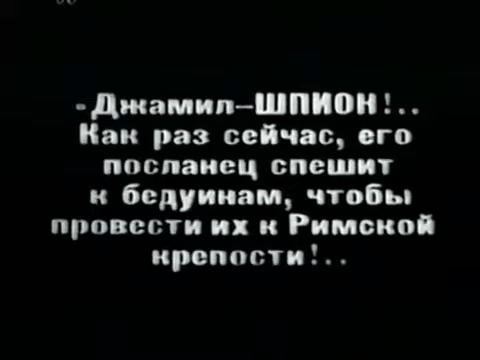 -Джамил–ШПИОН!..
Как раз сейчас, его
посланец спешит
к бедуинам, чтобы
провести их к Римской
крепости!..